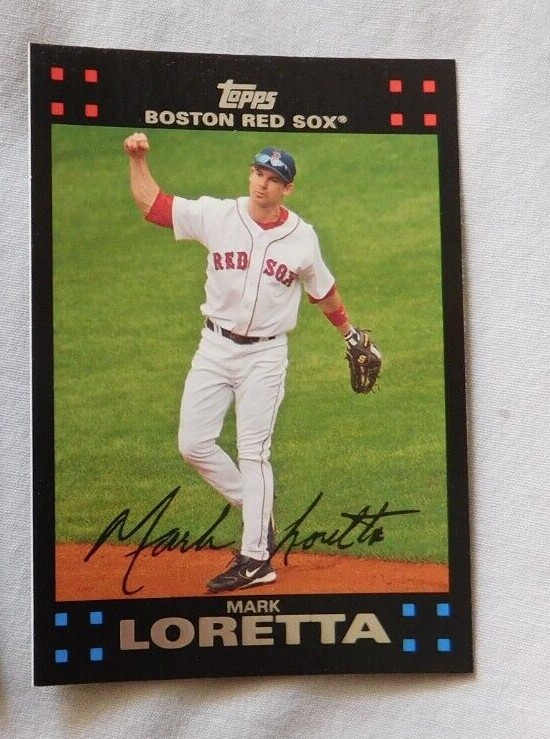 Topps
BOSTON RED SOX®
RED SOX
Mark Loretta
MARK
LORETTA